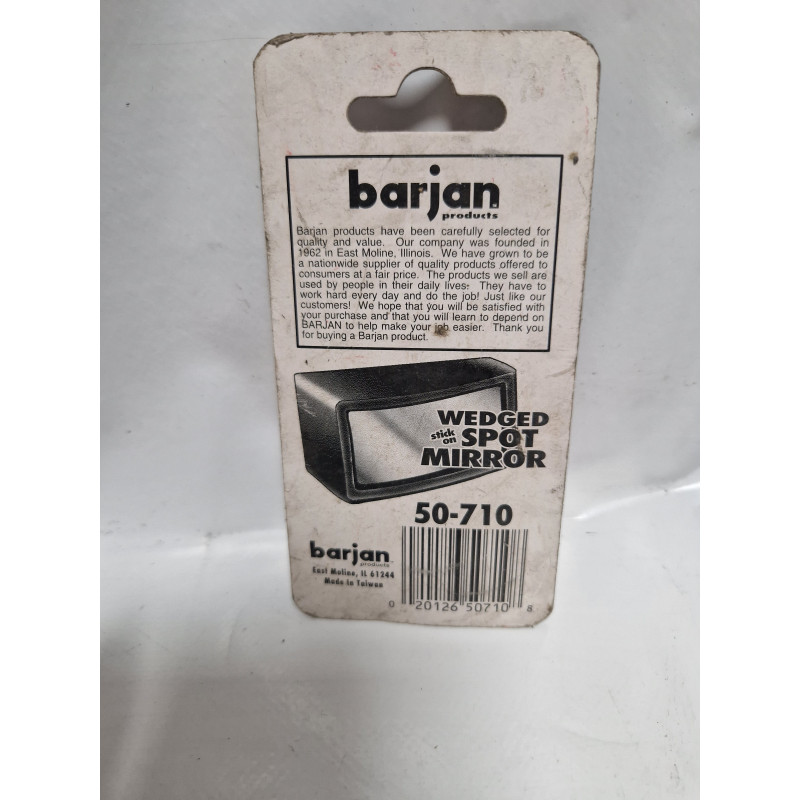 barjan
products
Barjan products have been carefully selected for
quality and value. Our company was founded in
1962 in East Moline, Illinois. We have grown to be
a nationwide supplier of quality products offered to
consumers at a fair price. The products we sell are
used by people in their daily lives. They have to
work hard every day and do the job! Just like our
customers! We hope that you will be satisfied with
your purchase and that you will learn to depend on
BARJAN to help make your job easier. Thank you
for buying a Barjan product.
WEDGED
stick on SPOT
MIRROR
50-710
barjan
products
East Moline, IL 61244
Made in Taiwan
0 20126 50710 8